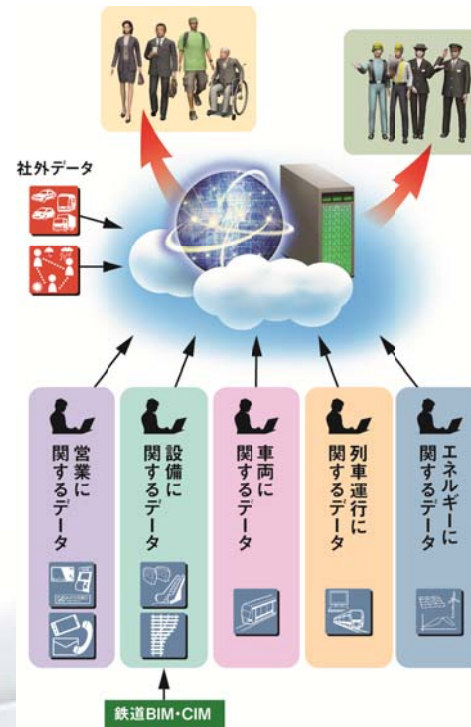 社外データ
営業に
関するデータ
設備に
関するデータ
車両に
関するデータ
列車運行に
関するデータ
エネルギーに
関するデータ
鉄道BIM・CIM